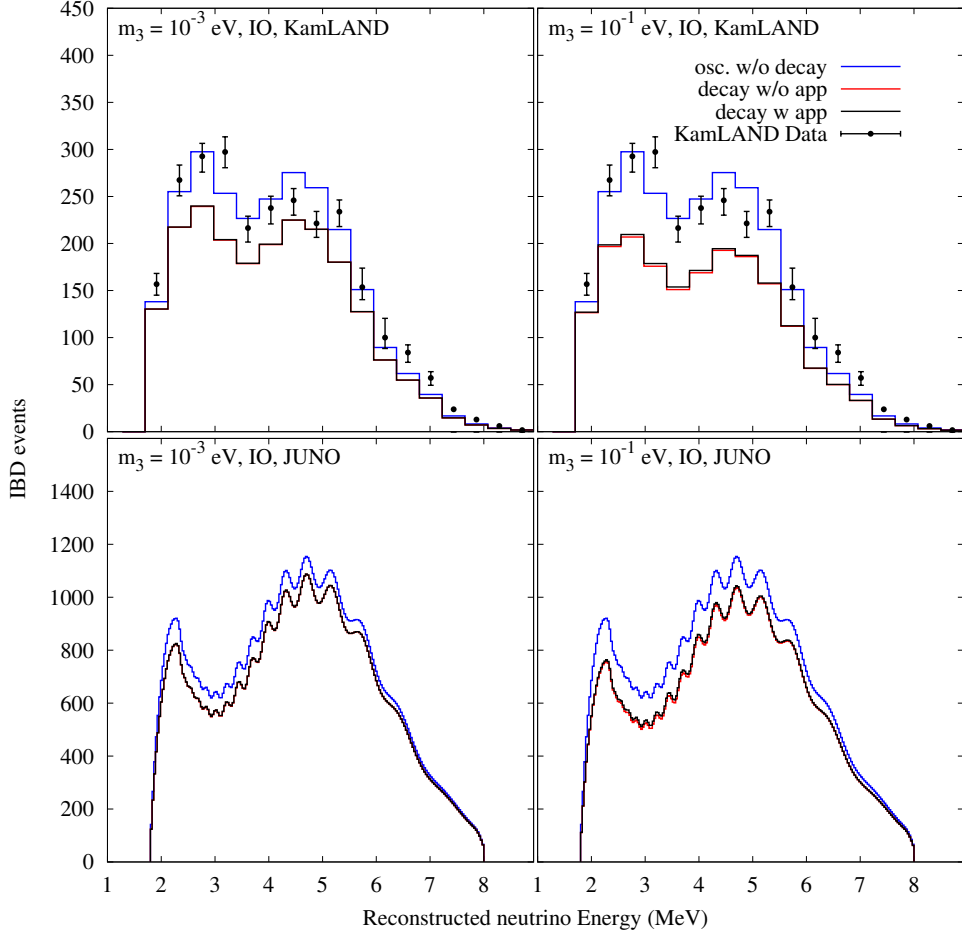 m3 = 10^-3 eV, IO, KamLAND
m3 = 10^-1 eV, IO, KamLAND
osc. w/o decay
decay w/o app
decay w app
KamLAND Data
450
400
350
300
250
200
150
100
50
0
m3 = 10^-3 eV, IO, JUNO
m3 = 10^-1 eV, IO, JUNO
1400
1200
1000
800
600
400
200
0
IBD events
1 2 3 4 5 6 7 8
1 2 3 4 5 6 7 8
Reconstructed neutrino Energy (MeV)